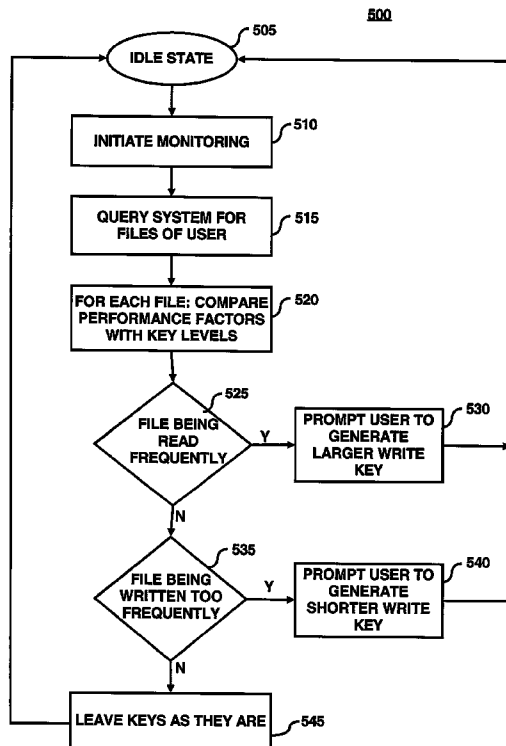 500
505
IDLE STATE
510
INITIATE MONITORING
QUERY SYSTEM FOR
FILES OF USER
515
FOR EACH FILE: COMPARE
PERFORMANCE FACTORS
WITH KEY LEVELS
520
525
FILE BEING
READ
FREQUENTLY
Y
530
PROMPT USER TO
GENERATE
LARGER WRITE
KEY
N
535
FILE BEING
WRITTEN TOO
FREQUENTLY
Y
540
PROMPT USER TO
GENERATE
SHORTER WRITE
KEY
N
LEAVE KEYS AS THEY ARE
545